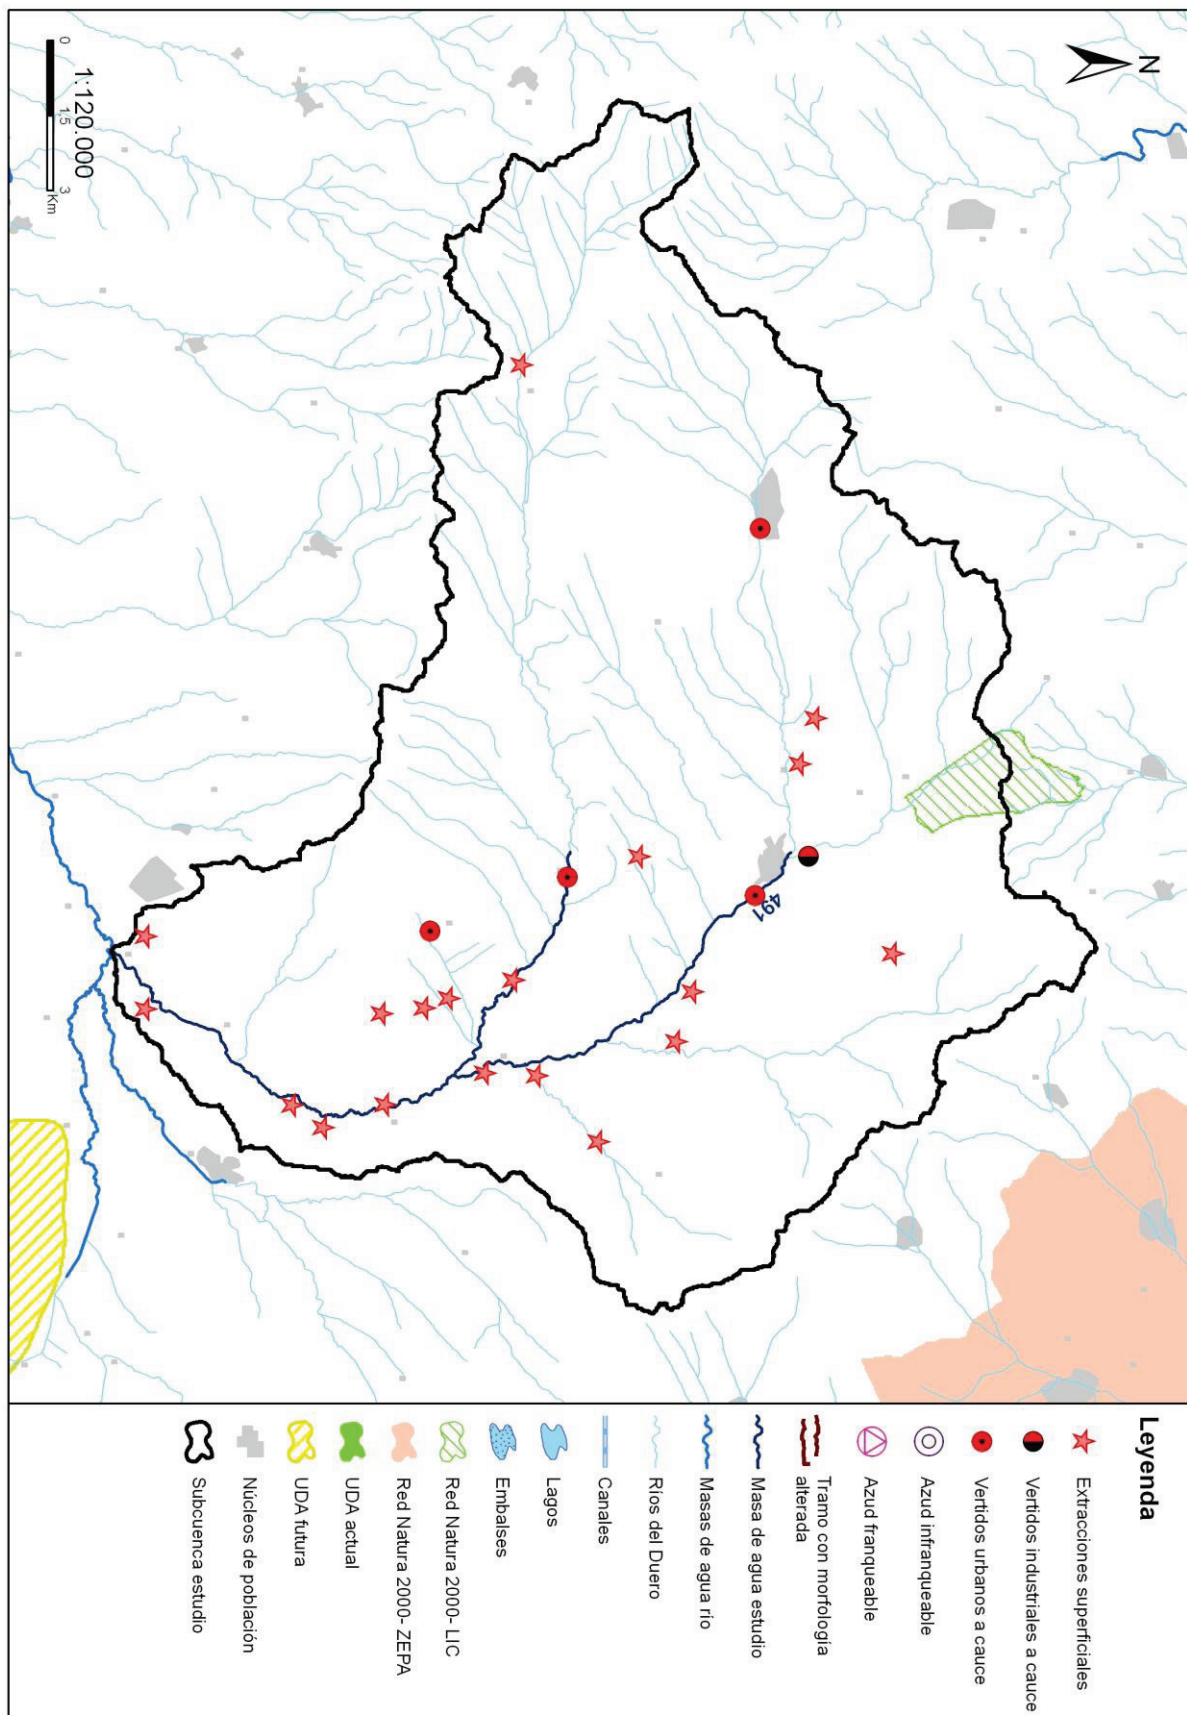 N
1:120.000
0
1,5
3
Km
491
Leyenda
Extracciones superficiales
Vertidos industriales a cauce
Vertidos urbanos a cauce
Azud infranqueable
Azud franqueable
Tramo con morfología
alterada
Masa de agua estudio
Masas de agua río
Ríos del Duero
Canales
Lagos
Embalses
Red Natura 2000- LIC
Red Natura 2000- ZEPA
UDA actual
UDA futura
Núcleos de población
Subcuenca estudio